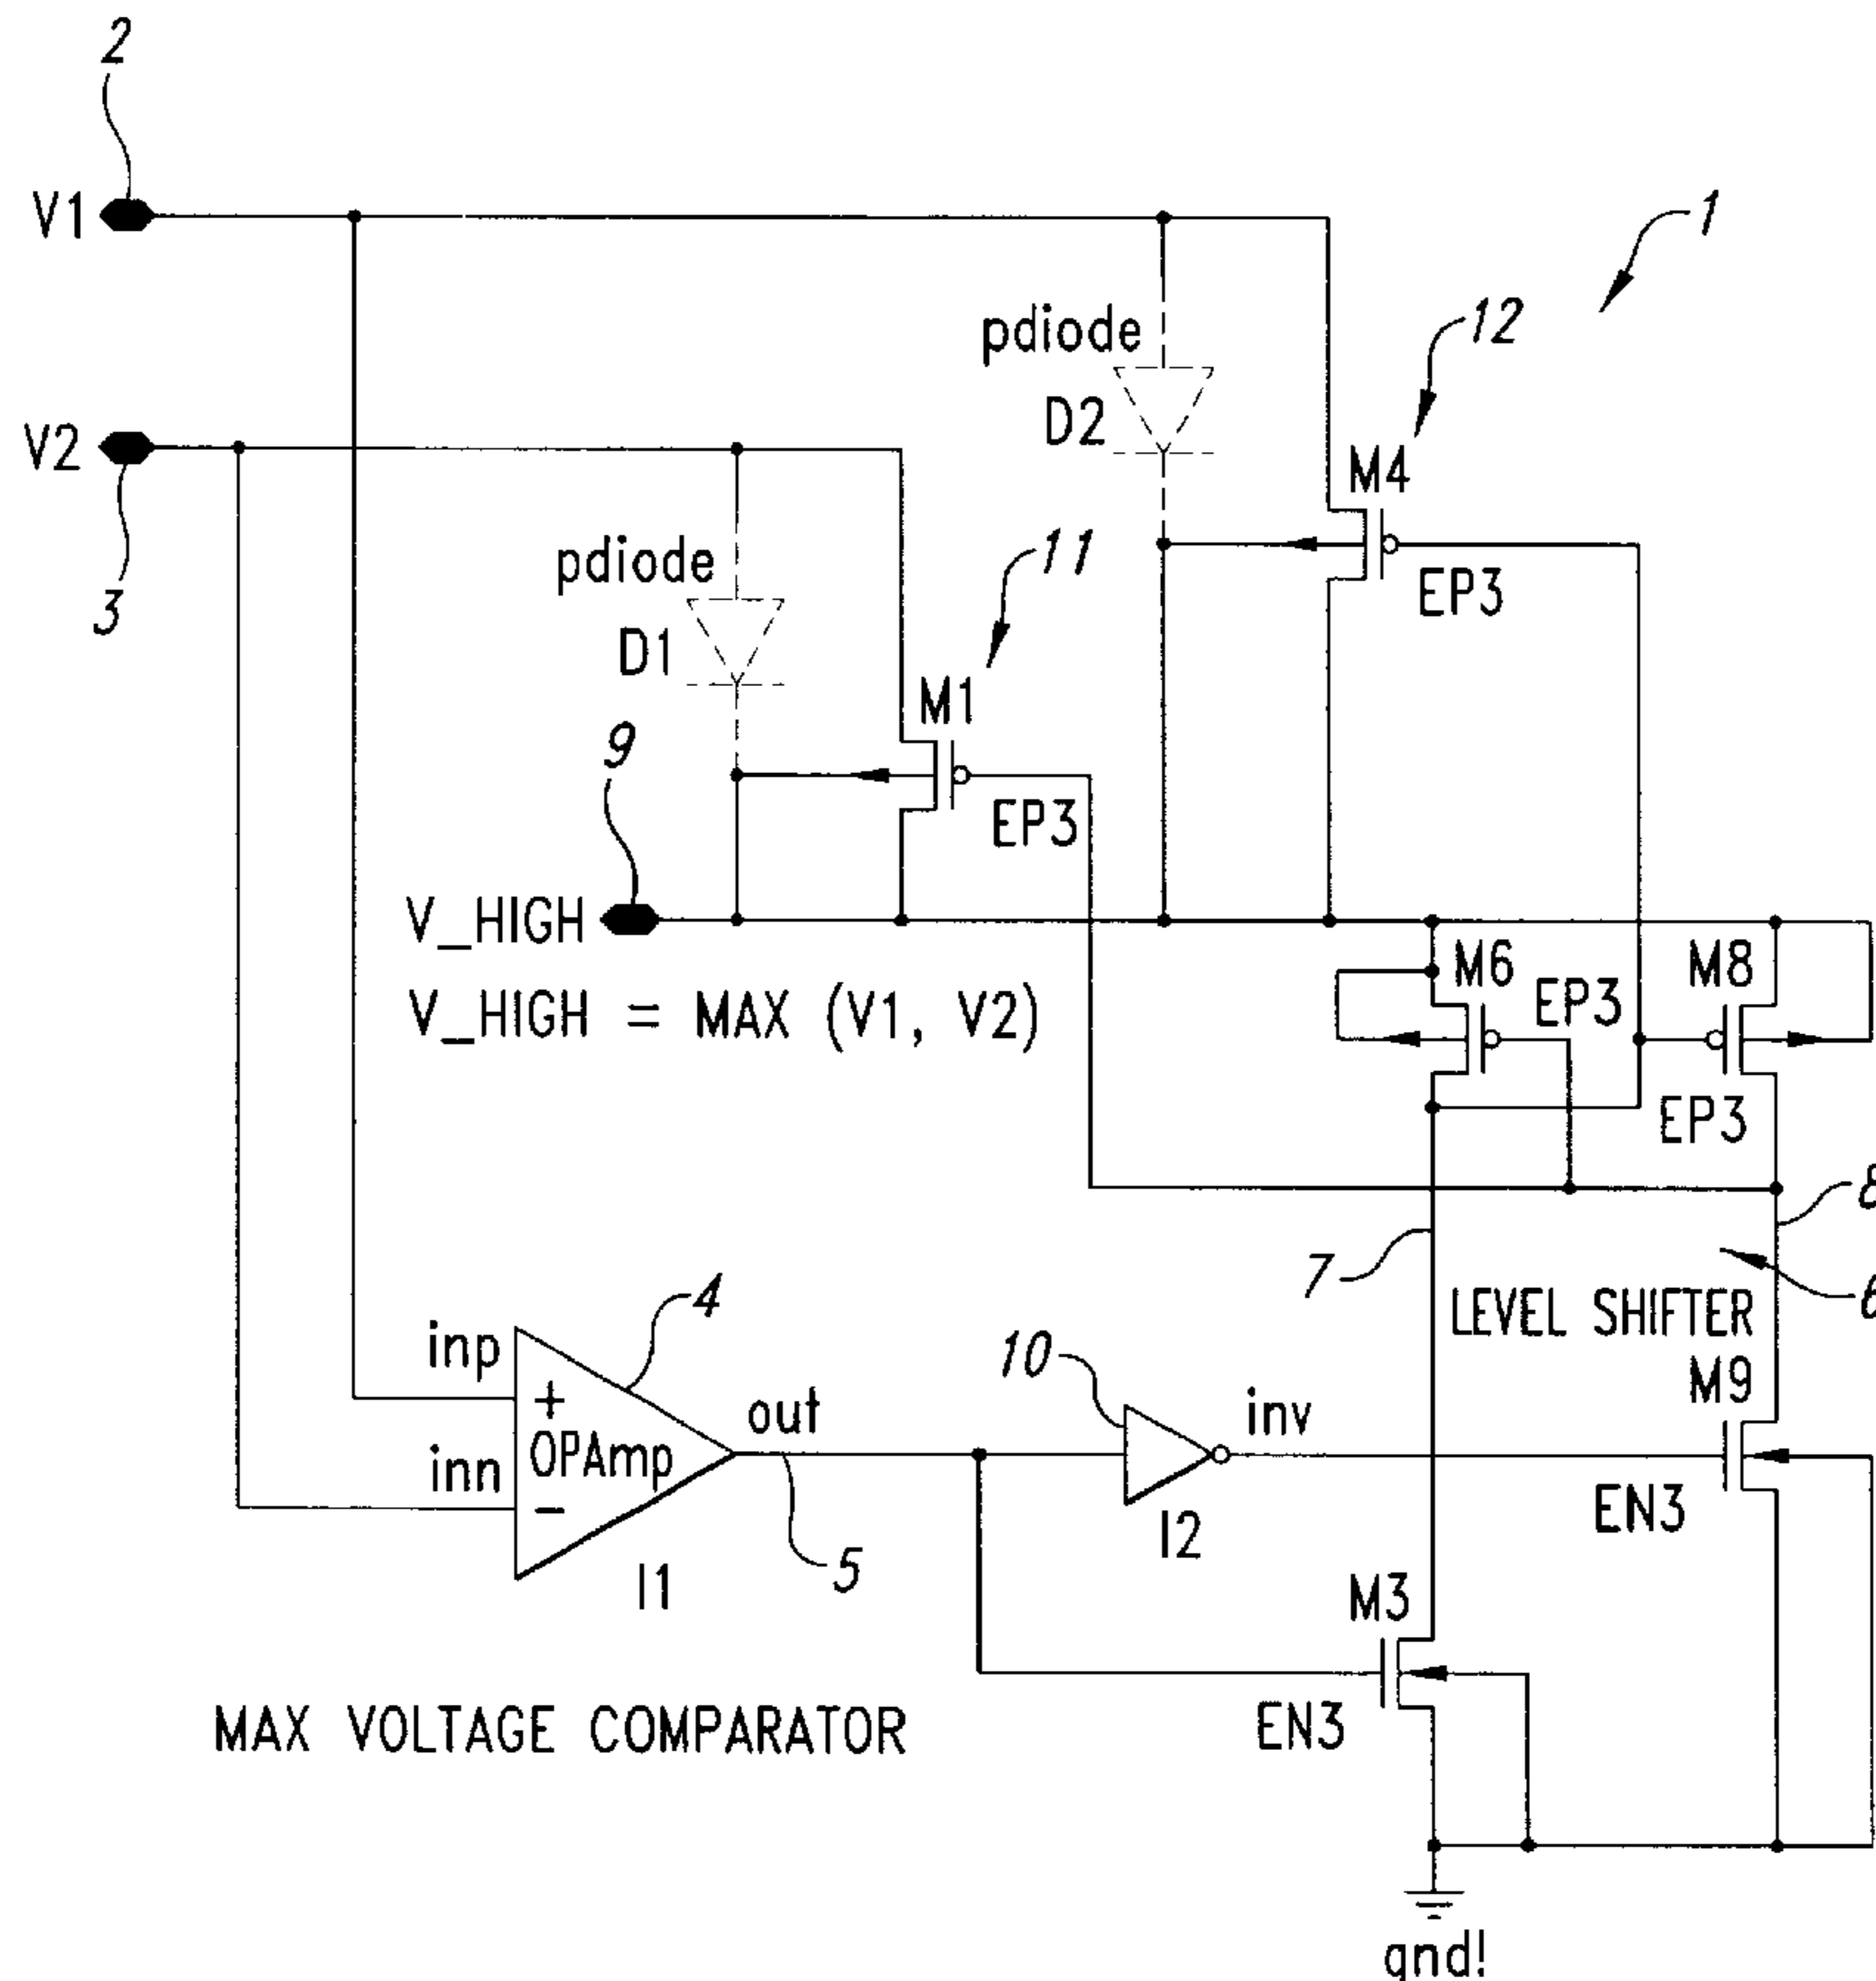 2
V1
1
pdiode
12
D2
V2
M4
11
pdiode
EP3
3
D1
M1
9
EP3
V_HIGH
M6
M8
EP3
V_HIGH = MAX (V1, V2)
EP3
8
7
6
LEVEL SHIFTER
4
inp
10
M9
+
out
inv
OPAmp
inn
−
EN3
I2
5
I1
M3
EN3
MAX VOLTAGE COMPARATOR
gnd!